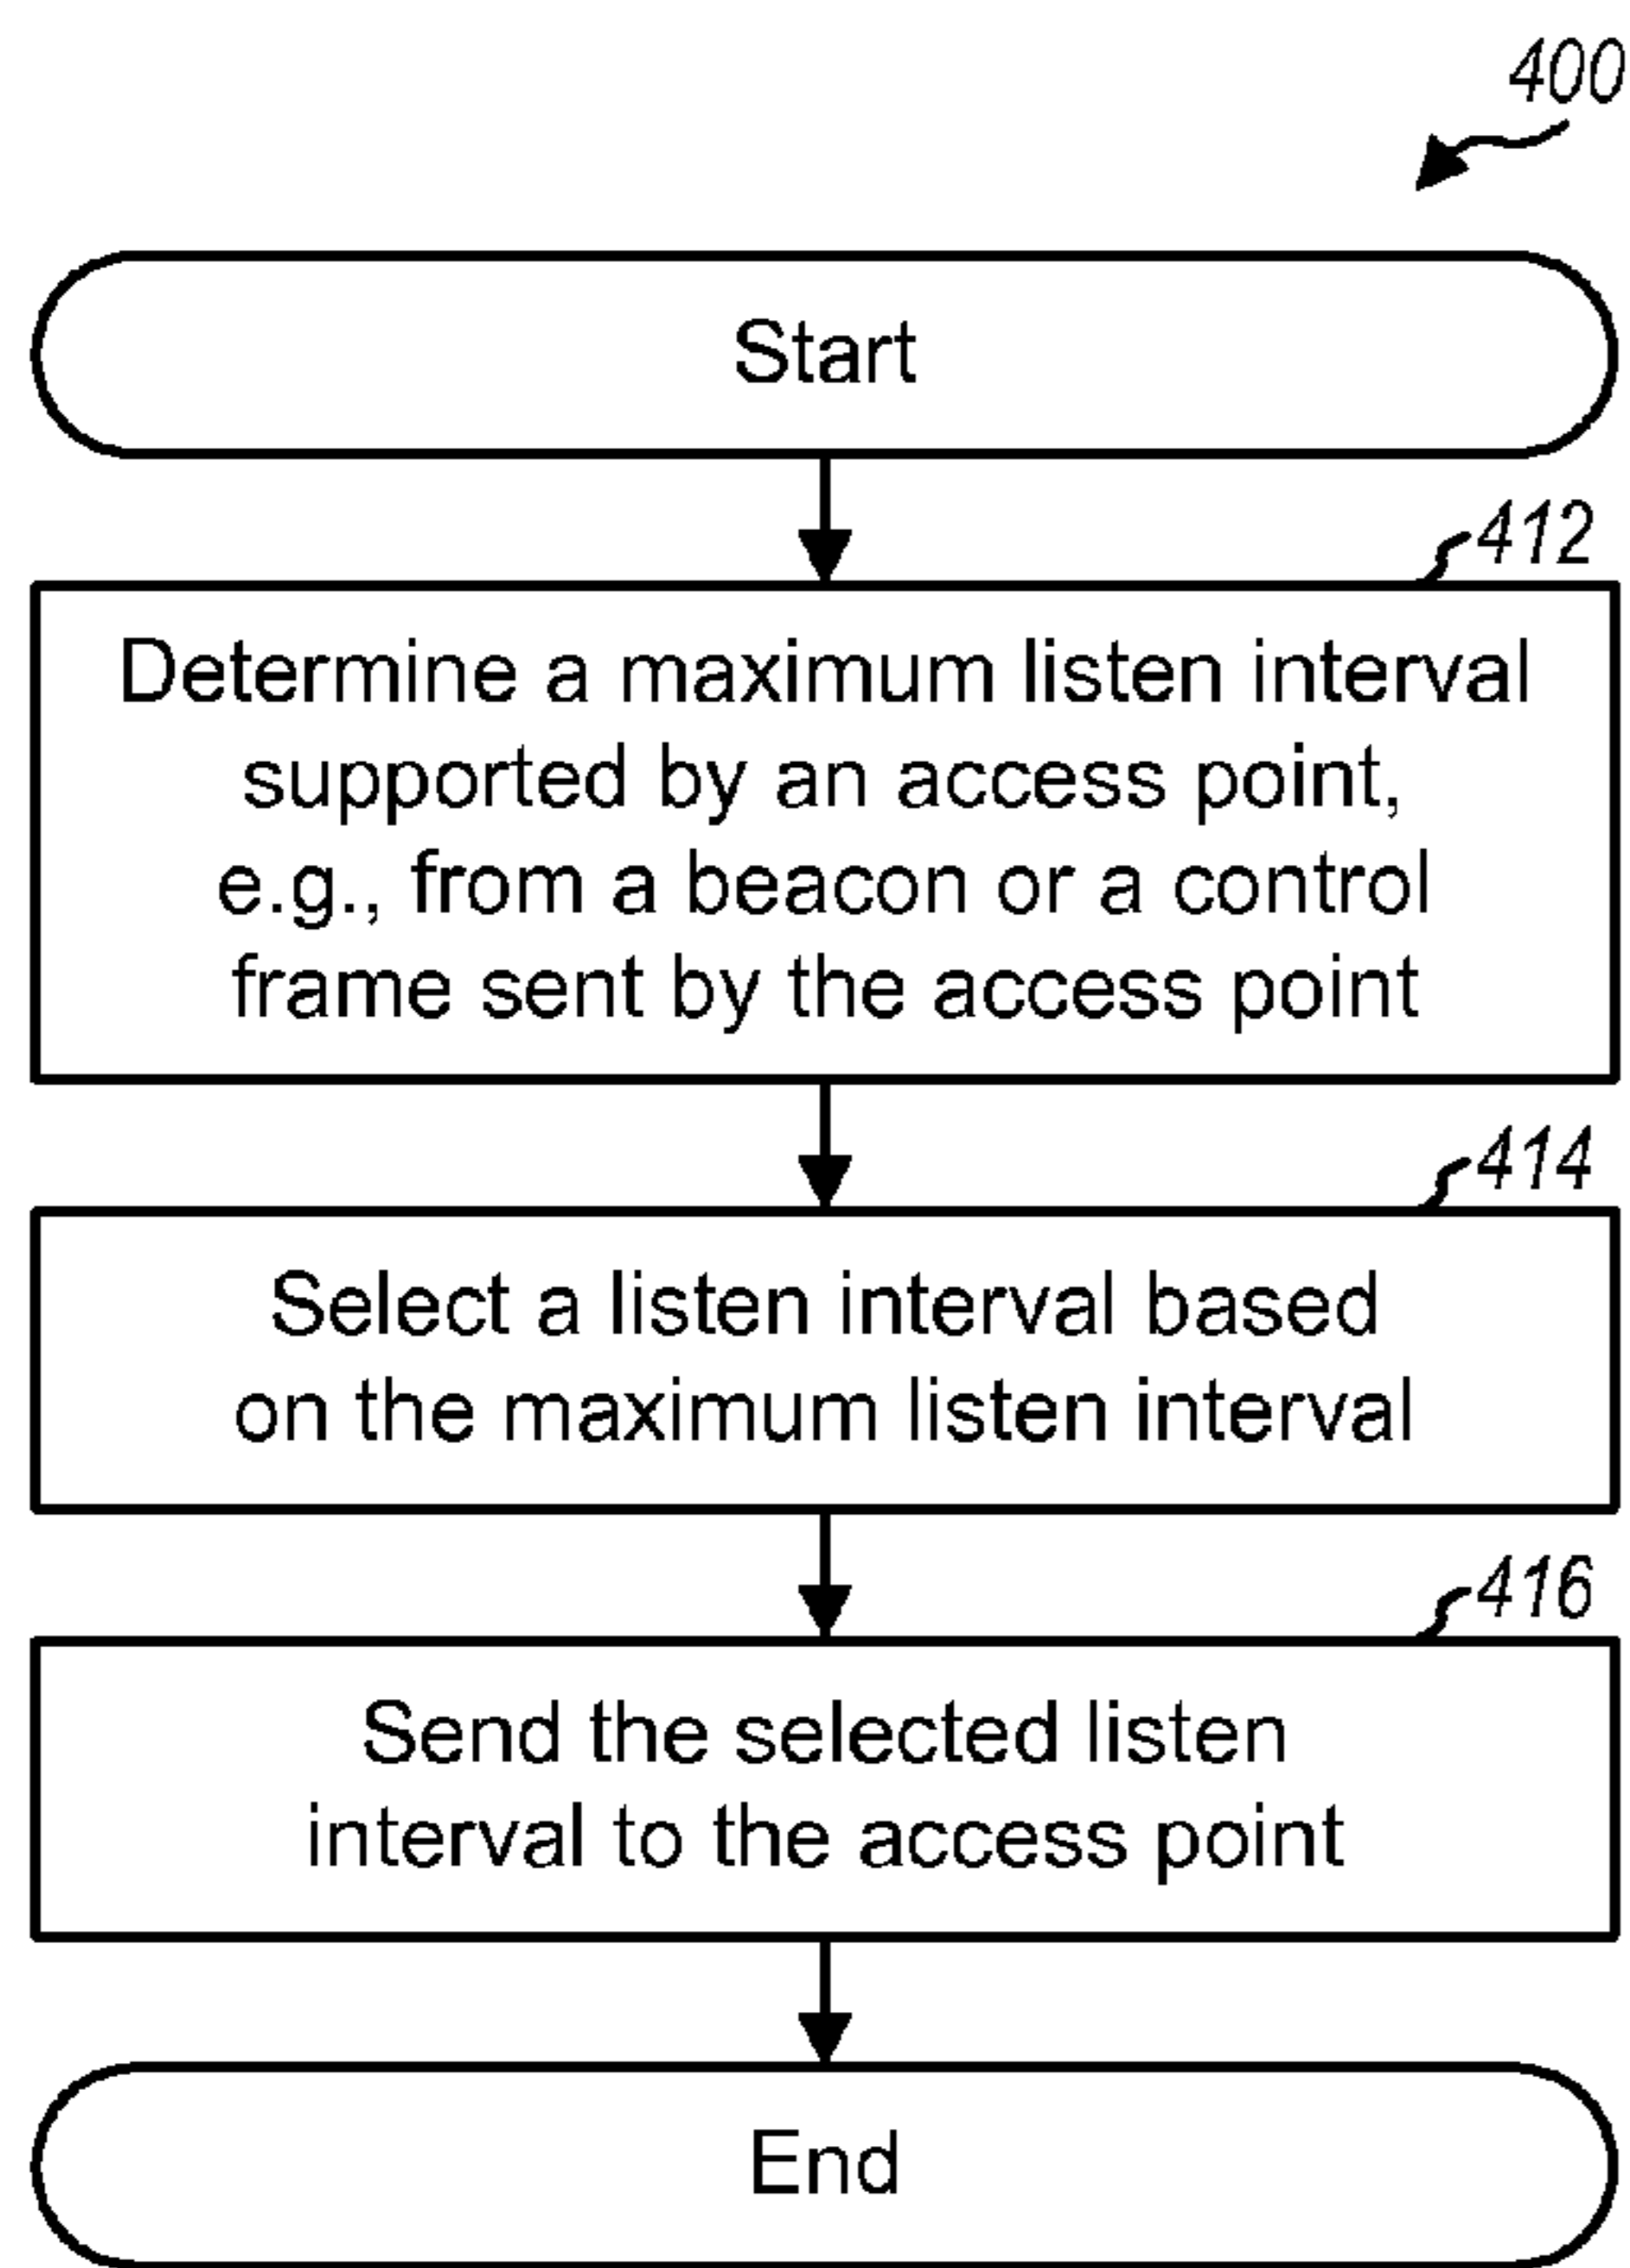 400
Start
412
Determine a maximum listen interval
supported by an access point,
e.g., from a beacon or a control
frame sent by the access point
414
Select a listen interval based
on the maximum listen interval
416
Send the selected listen
interval to the access point
End